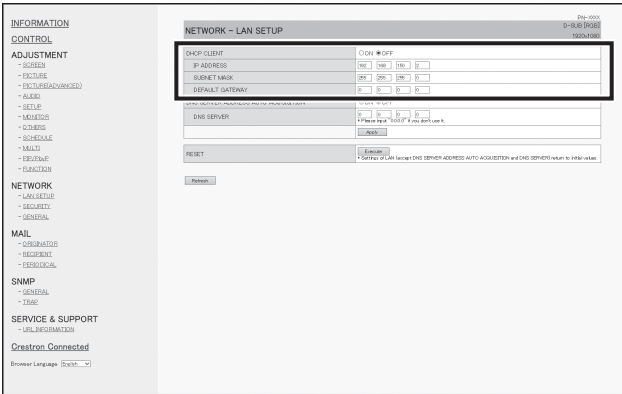 INFORMATION
CONTROL
ADJUSTMENT
- SCREEN
- PICTURE
- PICTURE(ADVANCED)
- AUDIO
- SETUP
- MONITOR
- OTHERS
- SCHEDULE
- MULTI
- PIP/PbyP
- FUNCTION
NETWORK
- LAN SETUP
- SECURITY
- GENERAL
MAIL
- ORIGINATOR
- RECIPIENT
- PERIODICAL
SNMP
- GENERAL
- TRAP
SERVICE & SUPPORT
- URL INFORMATION
Crestron Connected
Browser Language English
PN-XXX
NETWORK - LAN SETUP D-SUB [RGB]
1920x1080
DHCP CLIENT ON OFF
IP ADDRESS 192 . 168 . 150 . 2
SUBNET MASK 255 . 255 . 255 . 0
DEFAULT GATEWAY 0 . 0 . 0 . 0
DNS SERVER ADDRESS AUTO ACQUISITION ON OFF
DNS SERVER 0 . 0 . 0 . 0
* Please input "0.0.0.0" if you don't use it.
Apply
RESET Execute
* Settings of LAN (except DNS SERVER ADDRESS AUTO ACQUISITION and DNS SERVER) return to initial values.
Refresh